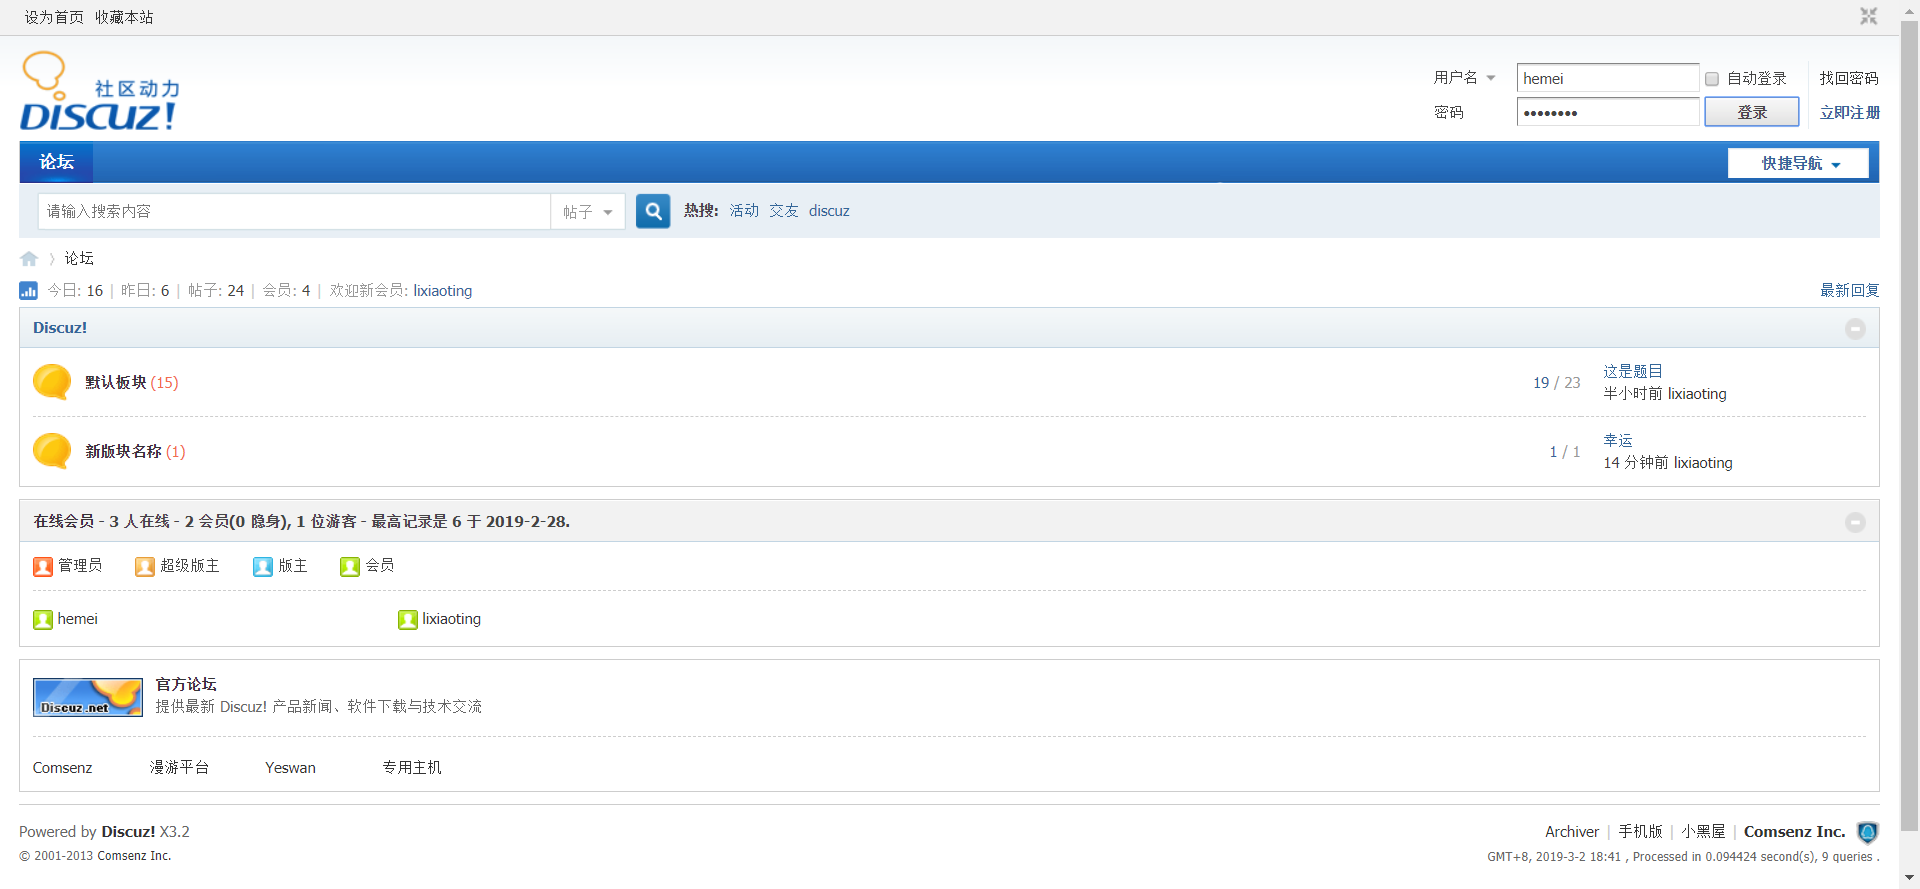 设为首页 收藏本站
社区动力
DISCUZ!
用户名 hemei 自动登录 找回密码
密码 •••••••• 登录 立即注册
论坛 快捷导航
请输入搜索内容 帖子 热搜: 活动 交友 discuz
论坛
今日: 16 | 昨日: 6 | 帖子: 24 | 会员: 4 | 欢迎新会员: lixiaoting 最新回复
Discuz!
默认板块 (15) 19 / 23 这是题目
半小时前 lixiaoting
新版块名称 (1) 1 / 1 幸运
14 分钟前 lixiaoting
在线会员 - 3 人在线 - 2 会员(0 隐身), 1 位游客 - 最高记录是 6 于 2019-2-28.
管理员 超级版主 版主 会员
hemei lixiaoting
Discuz.net 官方论坛
提供最新 Discuz! 产品新闻、软件下载与技术交流
Comsenz 漫游平台 Yeswan 专用主机
Powered by Discuz! X3.2 Archiver | 手机版 | 小黑屋 | Comsenz Inc.
© 2001-2013 Comsenz Inc. GMT+8, 2019-3-2 18:41 , Processed in 0.094424 second(s), 9 queries .